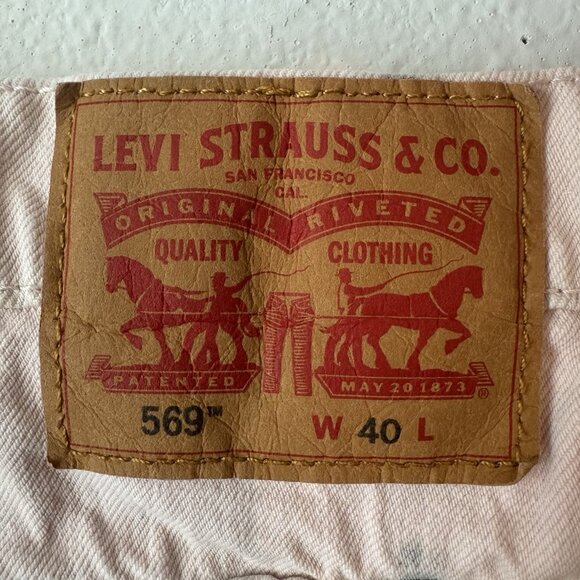 LEVI STRAUSS & CO.
SAN FRANCISCO
CAL.
ORIGINAL RIVETED
QUALITY CLOTHING
PATENTED MAY 20 1873 ®
569™ W 40 L